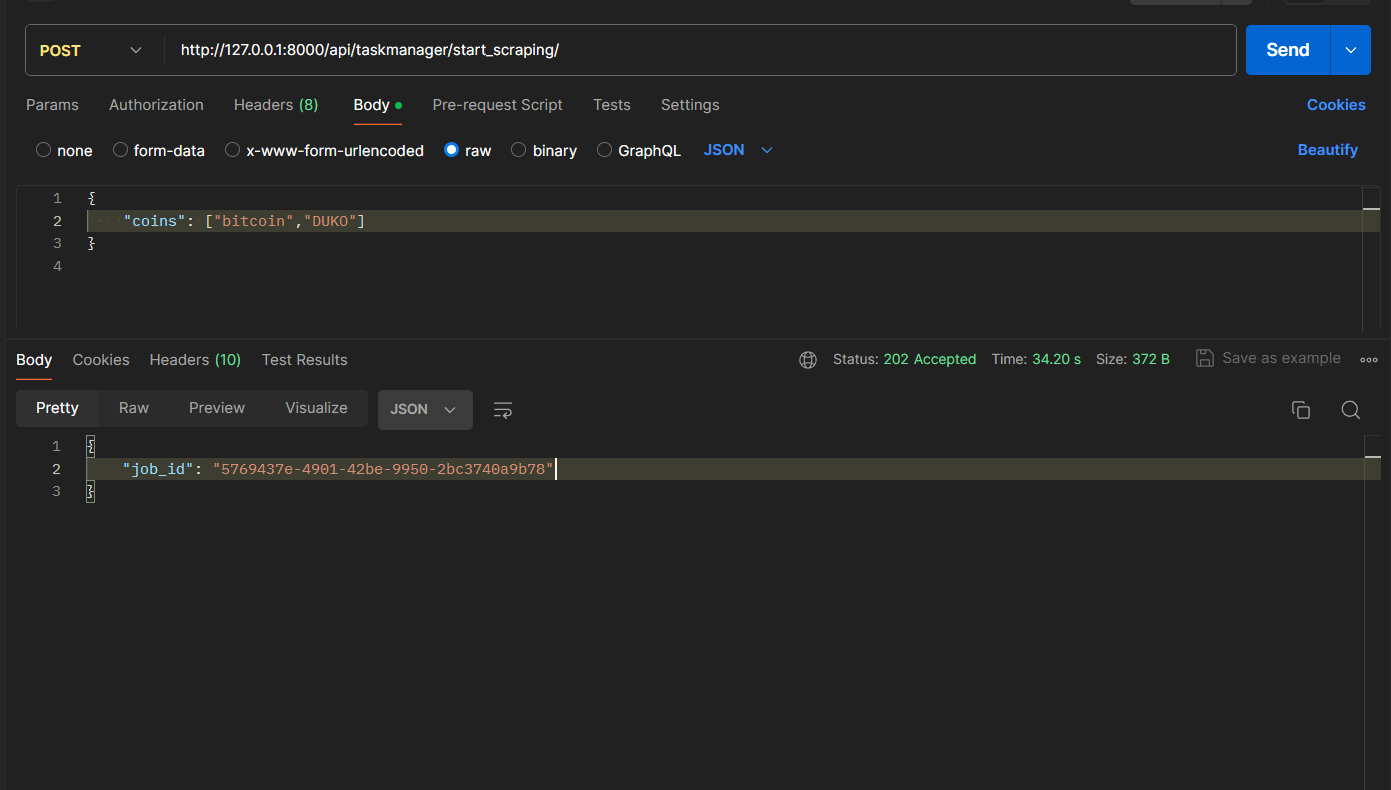 POST http://127.0.0.1:8000/api/taskmanager/start_scraping/ Send
Params Authorization Headers (8) Body Pre-request Script Tests Settings Cookies
none form-data x-www-form-urlencoded raw binary GraphQL JSON Beautify
1 {
2 "coins": ["bitcoin","DUKO"]
3 }
4
Body Cookies Headers (10) Test Results Status: 202 Accepted Time: 34.20 s Size: 372 B Save as example
Pretty Raw Preview Visualize JSON
1 {
2 "job_id": "5769437e-4901-42be-9950-2bc3740a9b78"
3 }